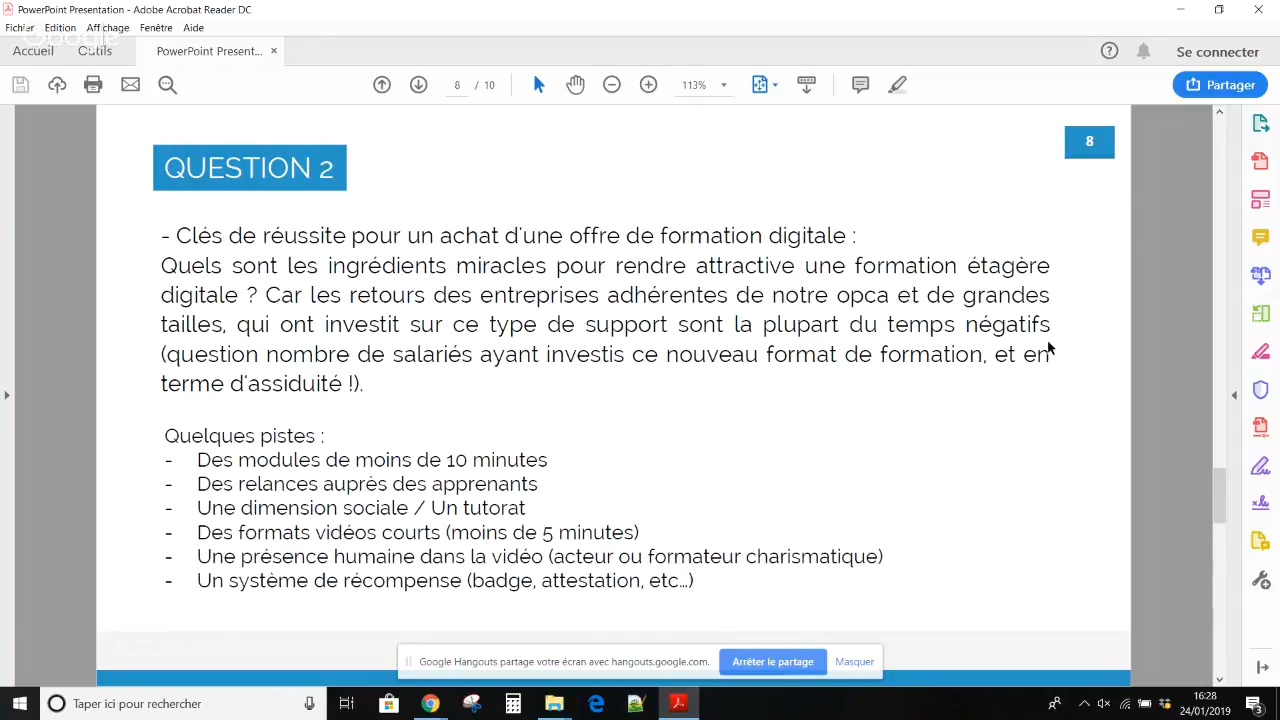 PowerPoint Presentation - Adobe Acrobat Reader DC
Fichier Edition Affichage Fenêtre Aide
Google
Accueil Outils PowerPoint Present... × Se connecter
8 / 10 113% Partager
8
QUESTION 2
- Clés de réussite pour un achat d'une offre de formation digitale :
Quels sont les ingrédients miracles pour rendre attractive une formation étagère
digitale ? Car les retours des entreprises adhérentes de notre opca et de grandes
tailles, qui ont investit sur ce type de support sont la plupart du temps négatifs
(question nombre de salariés ayant investis ce nouveau format de formation, et en
terme d'assiduité !).
Quelques pistes :
- Des modules de moins de 10 minutes
- Des relances auprès des apprenants
- Une dimension sociale / Un tutorat
- Des formats vidéos courts (moins de 5 minutes)
- Une présence humaine dans la vidéo (acteur ou formateur charismatique)
- Un système de récompense (badge, attestation, etc...)
Google Hangouts partage votre écran avec hangouts.google.com. Arrêter le partage Masquer
Taper ici pour rechercher
16:28
24/01/2019
3